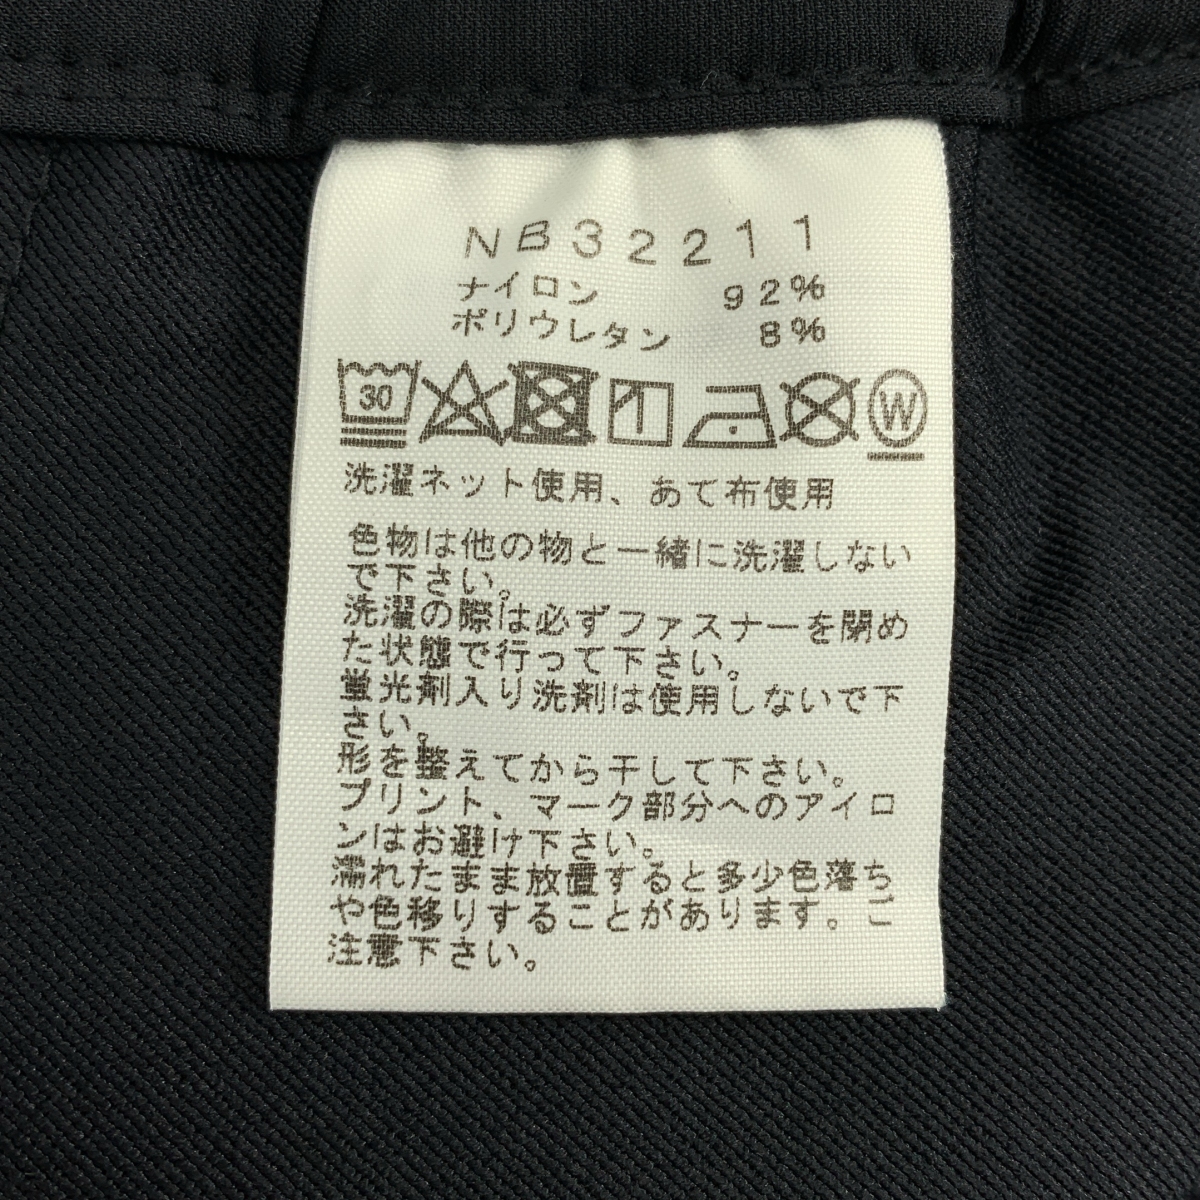 NB32211
ナイロン 92%
ポリウレタン 8%
30 W
洗濯ネット使用、あて布使用
色物は他の物と一緒に洗濯しない
で下さい。
洗濯の際は必ずファスナーを閉め
た状態で行って下さい。
蛍光剤入り洗剤は使用しないで下
さい。
形を整えてから干して下さい。
プリント、マーク部分へのアイロ
ンはお避け下さい。
濡れたまま放置すると多少色落ち
や色移りすることがあります。ご
注意下さい。